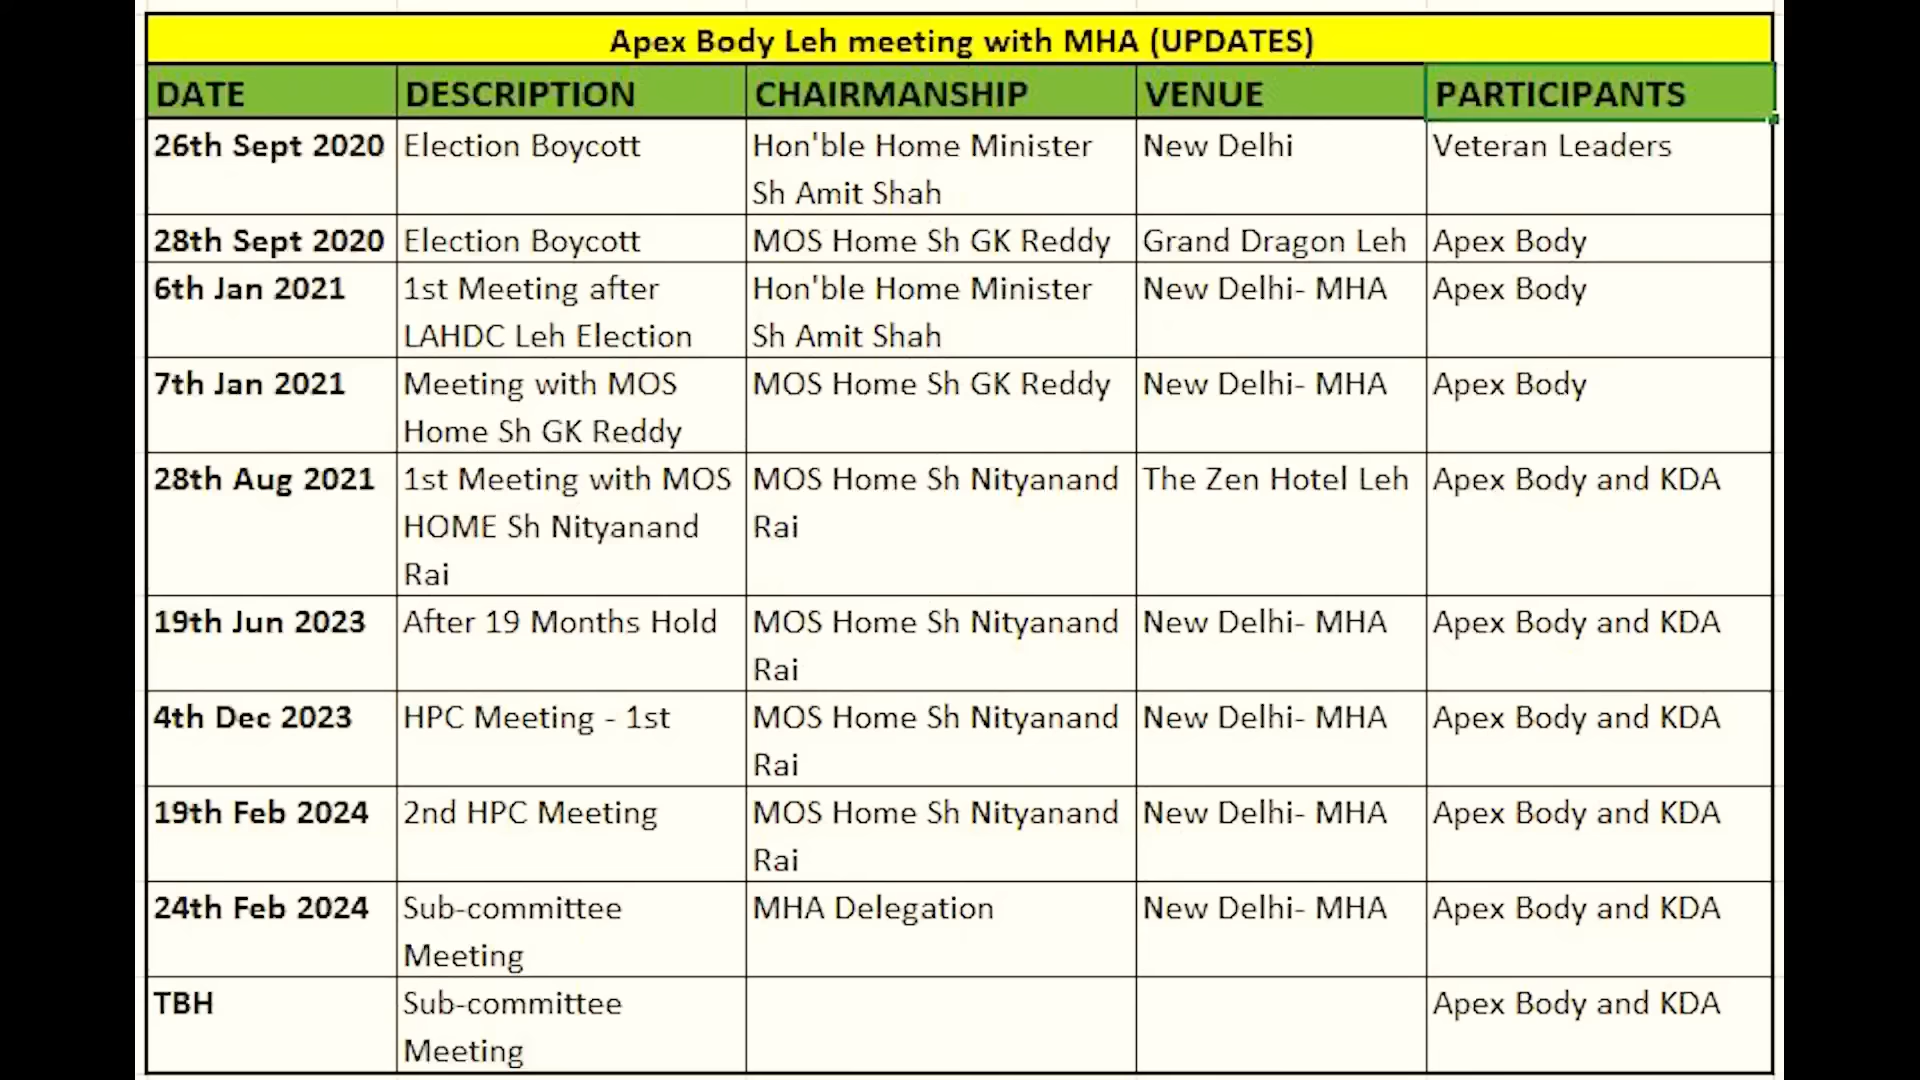 Apex Body Leh meeting with MHA (UPDATES)
DATE DESCRIPTION CHAIRMANSHIP VENUE PARTICIPANTS
26th Sept 2020 Election Boycott Hon'ble Home Minister New Delhi Veteran Leaders
Sh Amit Shah
28th Sept 2020 Election Boycott MOS Home Sh GK Reddy Grand Dragon Leh Apex Body
6th Jan 2021 1st Meeting after Hon'ble Home Minister New Delhi- MHA Apex Body
LAHDC Leh Election Sh Amit Shah
7th Jan 2021 Meeting with MOS MOS Home Sh GK Reddy New Delhi- MHA Apex Body
Home Sh GK Reddy
28th Aug 2021 1st Meeting with MOS MOS Home Sh Nityanand The Zen Hotel Leh Apex Body and KDA
HOME Sh Nityanand Rai
Rai
19th Jun 2023 After 19 Months Hold MOS Home Sh Nityanand New Delhi- MHA Apex Body and KDA
Rai
4th Dec 2023 HPC Meeting - 1st MOS Home Sh Nityanand New Delhi- MHA Apex Body and KDA
Rai
19th Feb 2024 2nd HPC Meeting MOS Home Sh Nityanand New Delhi- MHA Apex Body and KDA
Rai
24th Feb 2024 Sub-committee MHA Delegation New Delhi- MHA Apex Body and KDA
Meeting
TBH Sub-committee Apex Body and KDA
Meeting